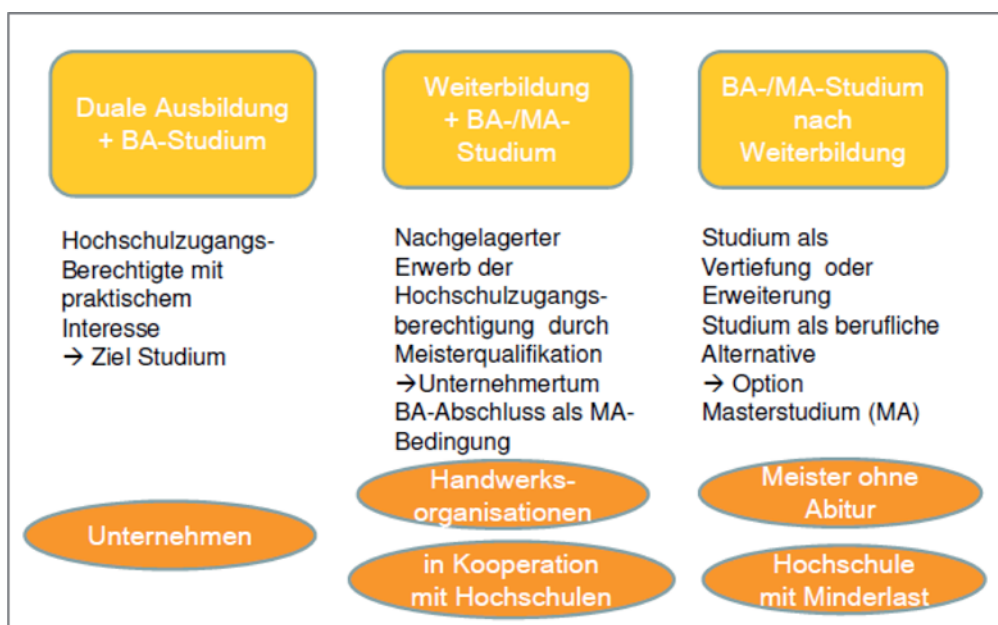 Duale Ausbildung
+ BA-Studium
Hochschulzugangs-
Berechtigte mit
praktischem
Interesse
→ Ziel Studium
Unternehmen
Weiterbildung
+ BA-/MA-
Studium
Nachgelagerter
Erwerb der
Hochschulzugangs-
berechtigung durch
Meisterqualifikation
→Unternehmertum
BA-Abschluss als MA-
Bedingung
Handwerks-
organisationen
in Kooperation
mit Hochschulen
BA-/MA-Studium
nach
Weiterbildung
Studium als
Vertiefung oder
Erweiterung
Studium als berufliche
Alternative
→ Option
Masterstudium (MA)
Meister ohne
Abitur
Hochschule
mit Minderlast